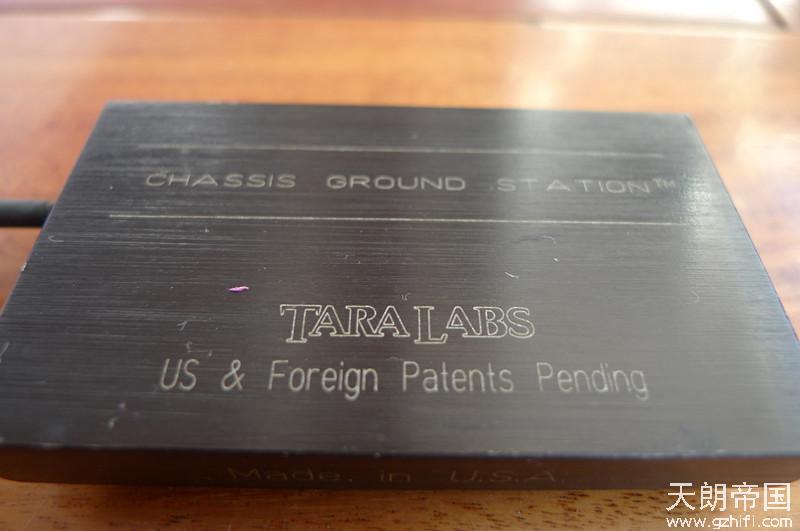 CHASSIS GROUND STATION™
TARA LABS
US & Foreign Patents Pending
Made in U.S.A.
天朗帝国
www.gzhifi.com